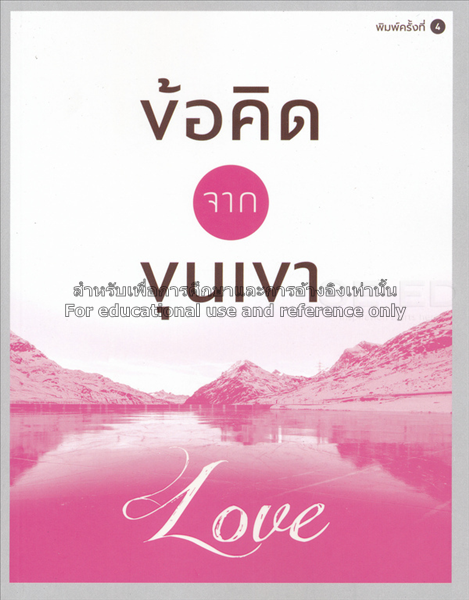 พิมพ์ครั้งที่ 4
ข้อคิด
จาก
ขุนเขา
สำหรับเพื่อการศึกษาและการอ้างอิงเท่านั้น
For educational use and reference only
Love